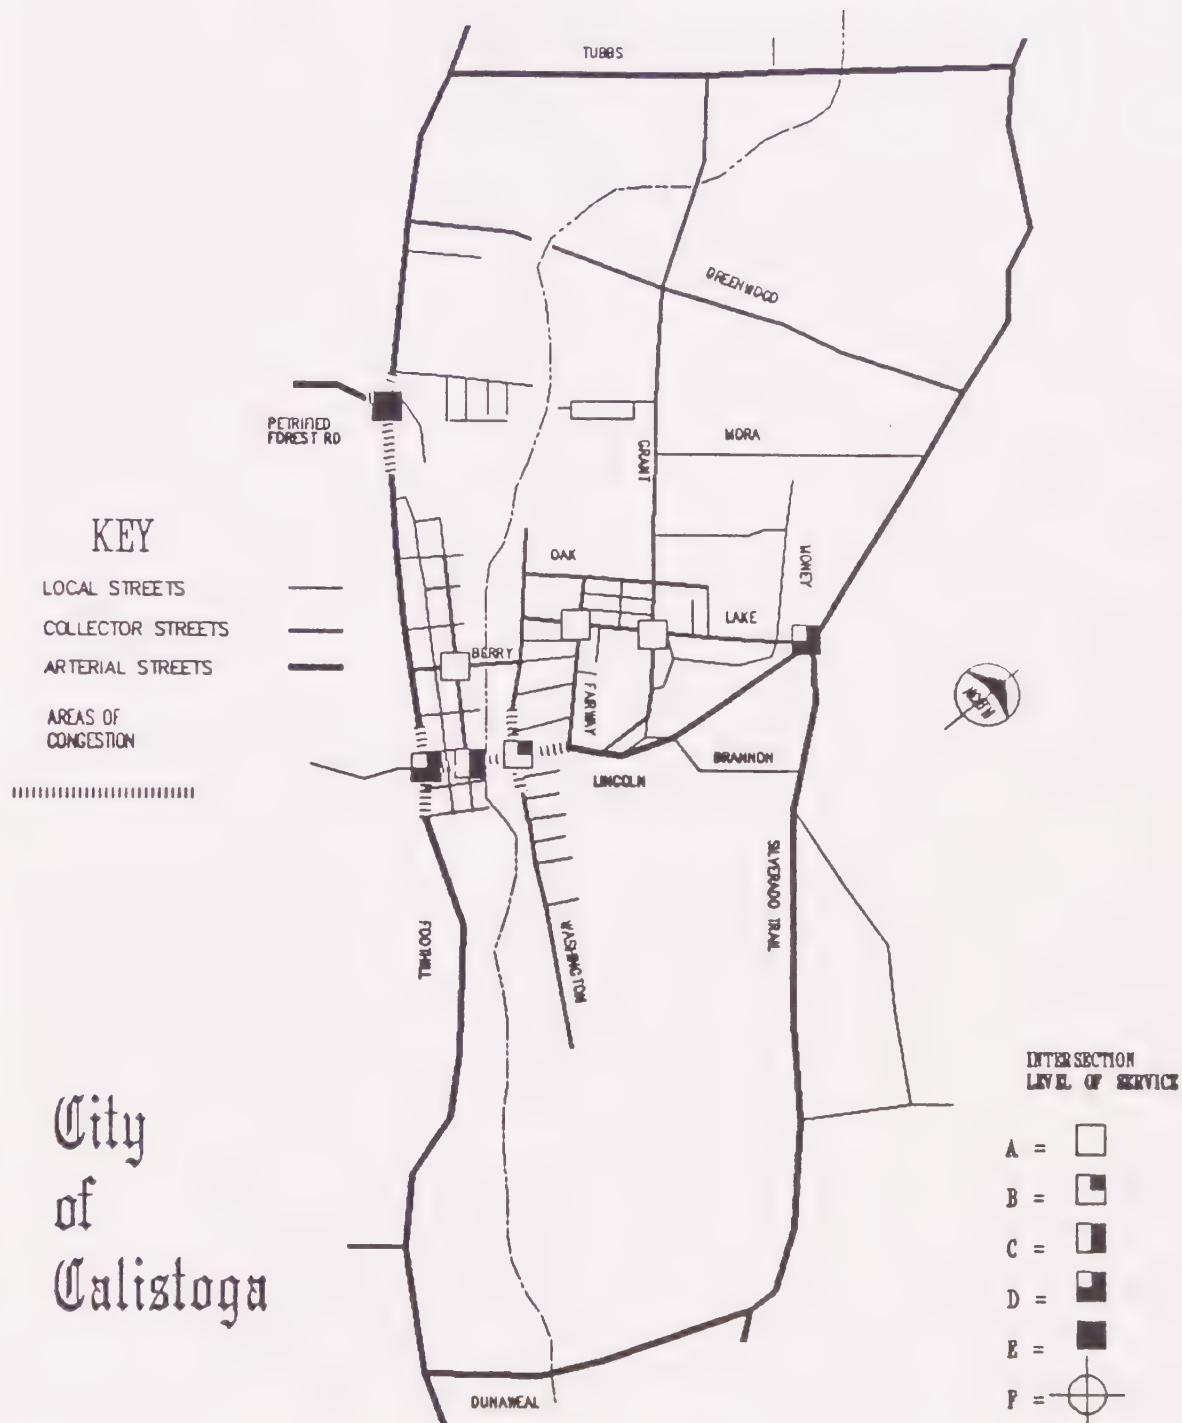 TUBBS
GREENWOOD
PETRIFIED
FOREST RD
MORA
GRANT
KEY
LOCAL STREETS
COLLECTOR STREETS
ARTERIAL STREETS
AREAS OF
CONGESTION
OAK
WONEY
LAKE
BERRY
FAIRWAY
BRANNON
LINCOLN
SILVERADO TRAIL
FOOTHILL
WASHINGTON
City
of
Calistoga
INTERSECTION
LEVEL OF SERVICE
A =
B =
C =
D =
E =
F =
DUNAWEAL